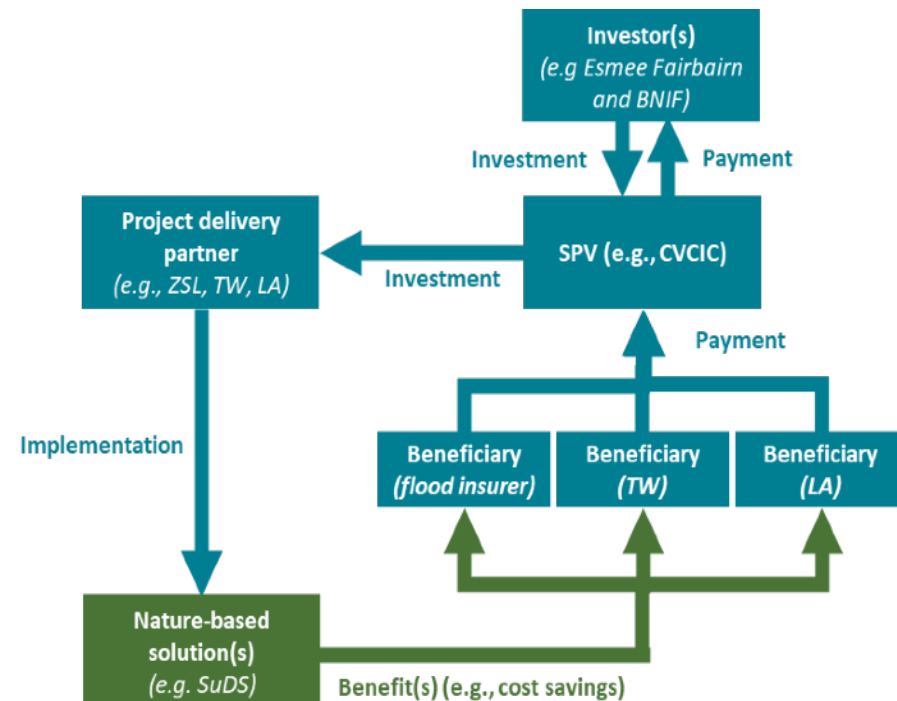 Investor(s)
(e.g Esmee Fairbairn
and BNIF)
Investment
Payment
Project delivery
partner
(e.g., ZSL, TW, LA)
SPV (e.g., CVCIC)
Investment
Payment
Implementation
Beneficiary
(flood insurer)
Beneficiary
(TW)
Beneficiary
(LA)
Nature-based
solution(s)
(e.g. SuDS)
Benefit(s) (e.g., cost savings)